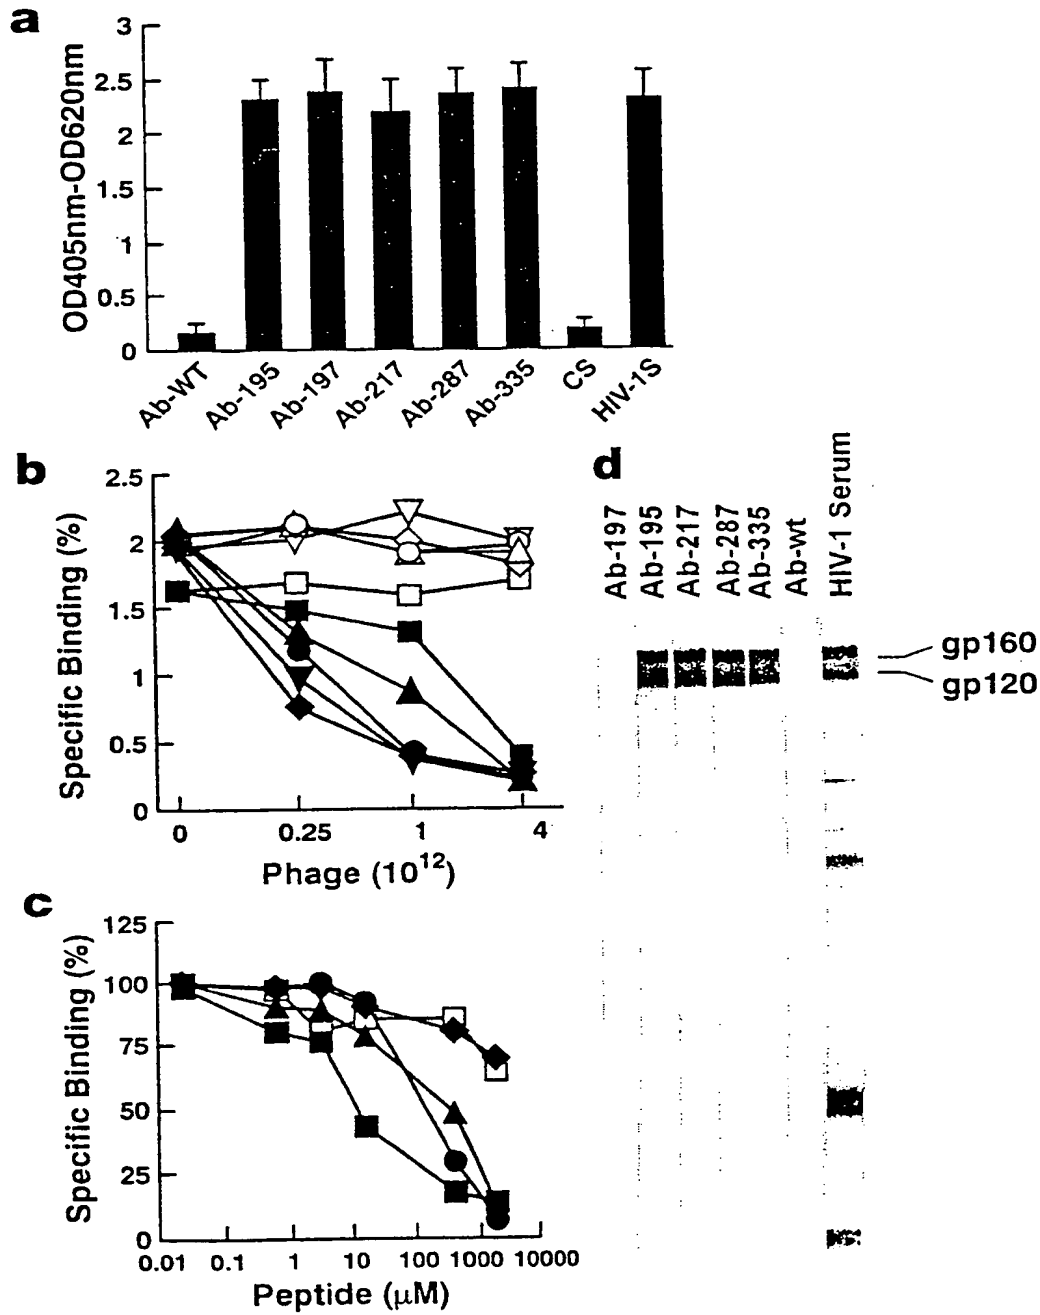 a
OD405nm-OD620nm
3
2.5
2
1.5
1
0.5
0
Ab-WT
Ab-195
Ab-197
Ab-217
Ab-287
Ab-335
CS
HIV-1S
b
Specific Binding (%)
2.5
2
1.5
1
0.5
0
0
0.25
1
4
Phage (10¹²)
c
Specific Binding (%)
125
100
75
50
25
0
0.01
0.1
1
10
100
1000
10000
Peptide (μM)
d
Ab-197
Ab-195
Ab-217
Ab-287
Ab-335
Ab-wt
HIV-1 Serum
gp160
gp120